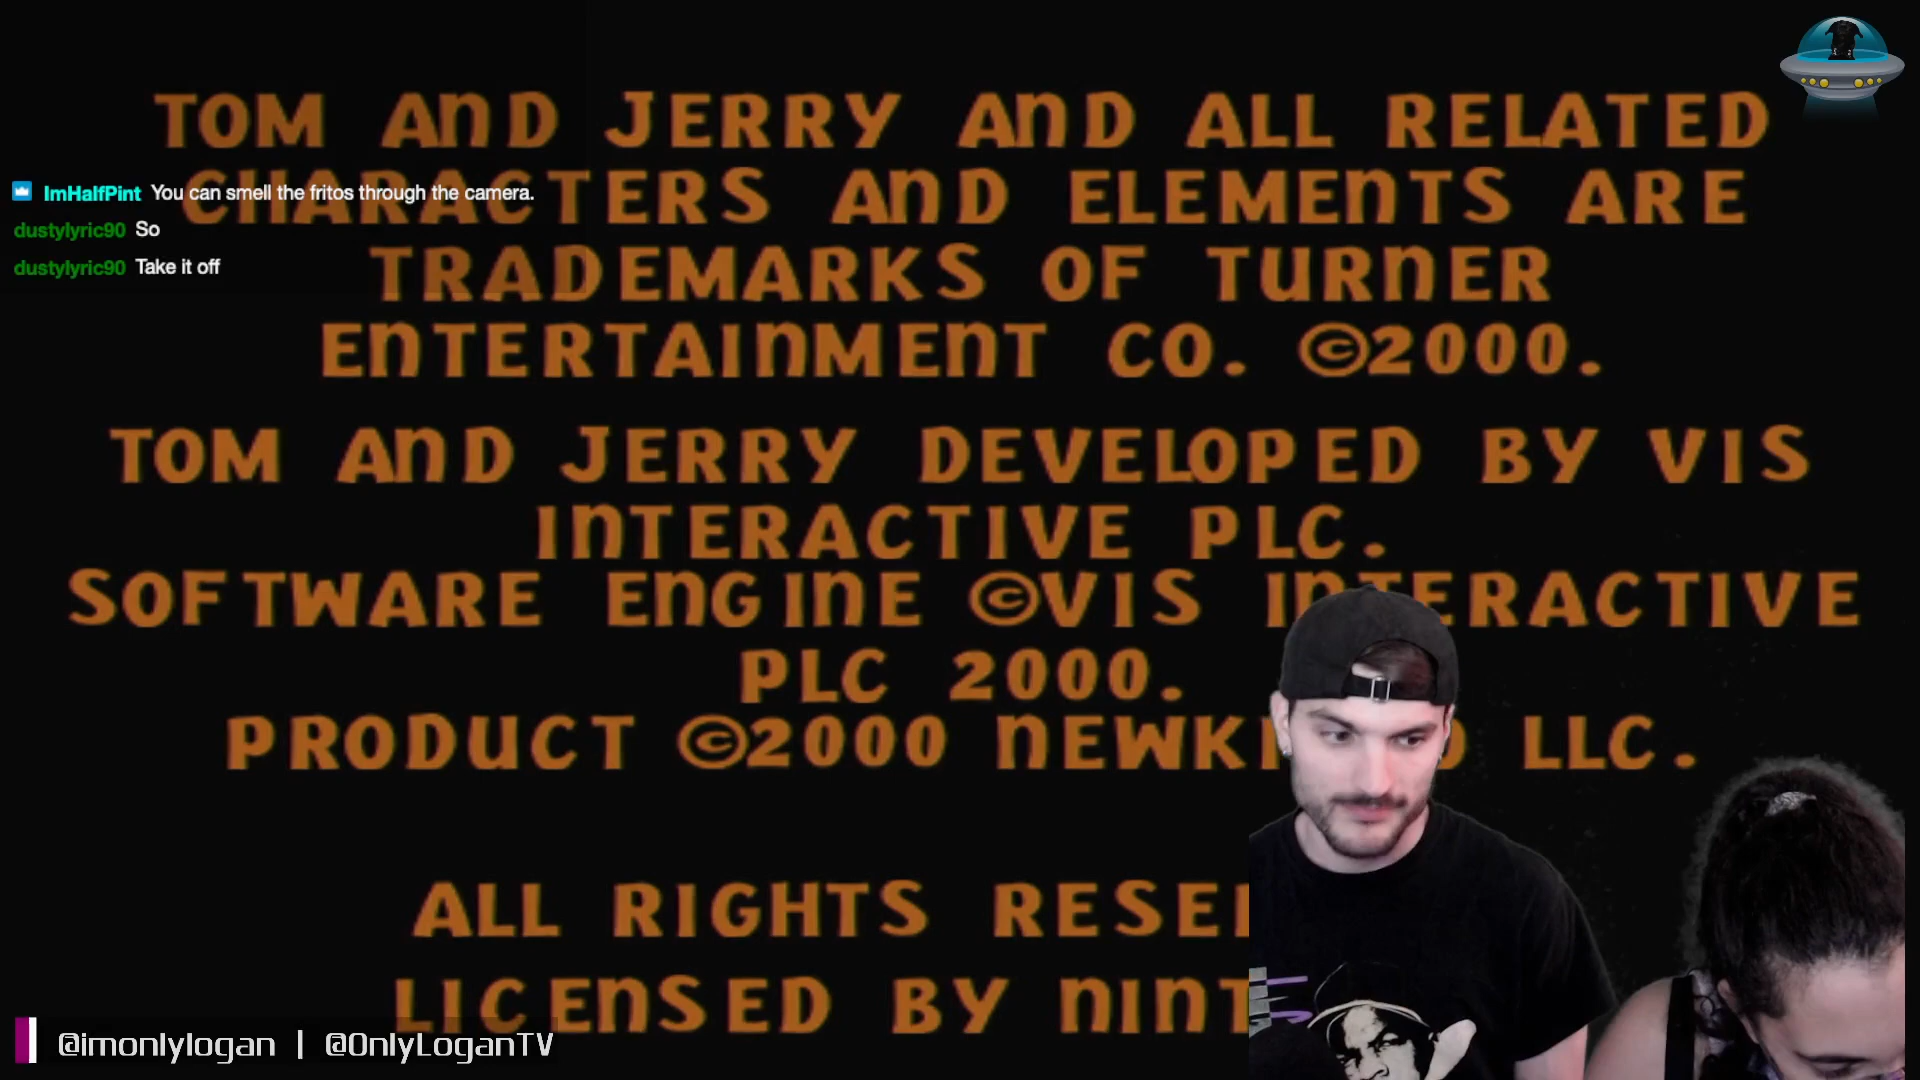 TOM AND JERRY AND ALL RELATED
CHARACTERS AND ELEMENTS ARE
TRADEMARKS OF TURNER
ENTERTAINMENT CO. ©2000.
TOM AND JERRY DEVELOPED BY VIS
INTERACTIVE PLC.
SOFTWARE ENGINE ©VIS INTERACTIVE
PLC 2000.
PRODUCT ©2000 LLC.
ALL RIGHTS
LICENSED BY
ImHalfPint You can smell the fritos through the camera.
dustylyric90 So
dustylyric90 Take it off
@imonlylogan | @OnlyLoganTV